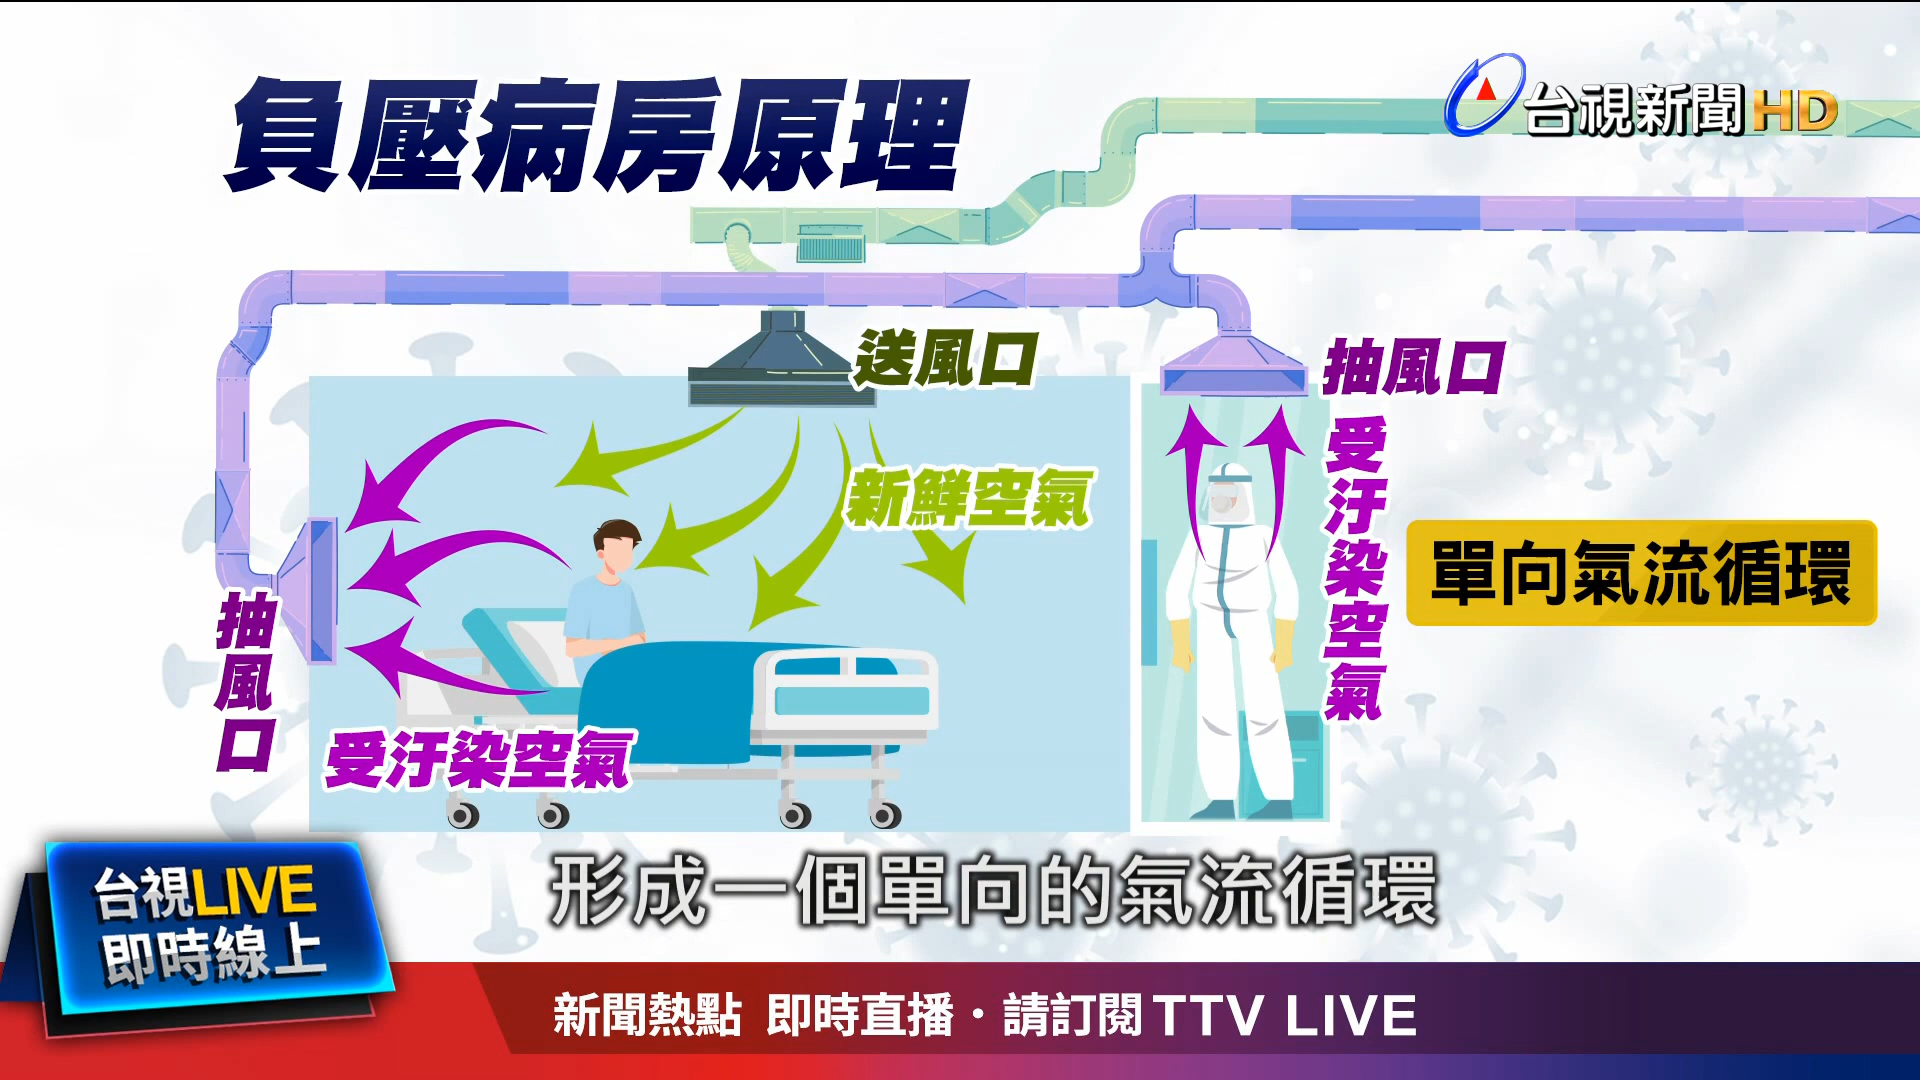 負壓病房原理
台視新聞HD
送風口
抽風口
新鮮空氣
受汙染空氣
單向氣流循環
抽風口
受汙染空氣
形成一個單向的氣流循環
台視LIVE
即時線上
新聞熱點 即時直播・請訂閱TTV LIVE